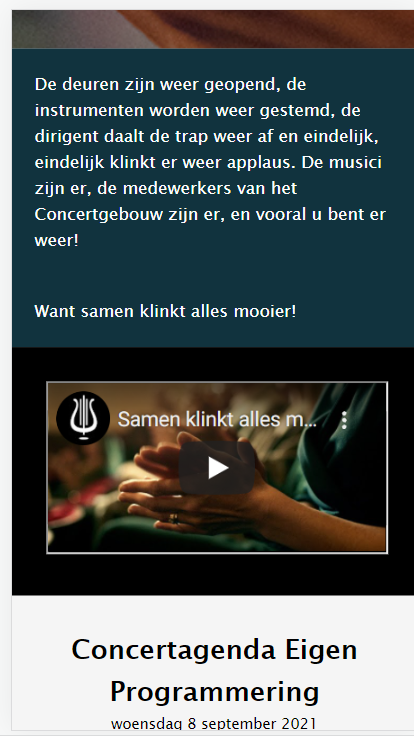 De deuren zijn weer geopend, de
instrumenten worden weer gestemd, de
dirigent daalt de trap weer af en eindelijk,
eindelijk klinkt er weer applaus. De musici
zijn er, de medewerkers van het
Concertgebouw zijn er, en vooral u bent er
weer!
Want samen klinkt alles mooier!
Samen klinkt alles m...
Concertagenda Eigen
Programmering
woensdag 8 september 2021